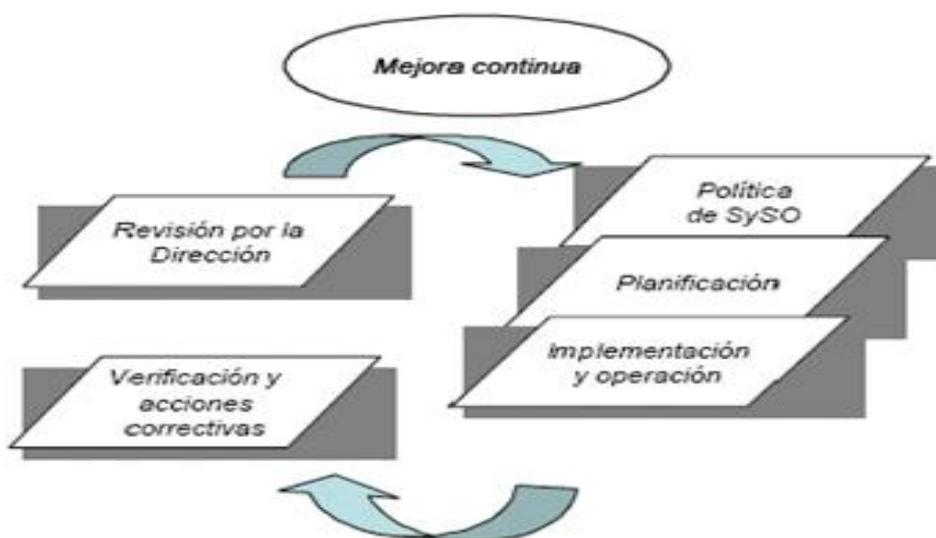 Mejora continua
Política
de SySO
Planificación
Implementación
y operación
Verificación y
acciones
correctivas
Revisión por la
Dirección